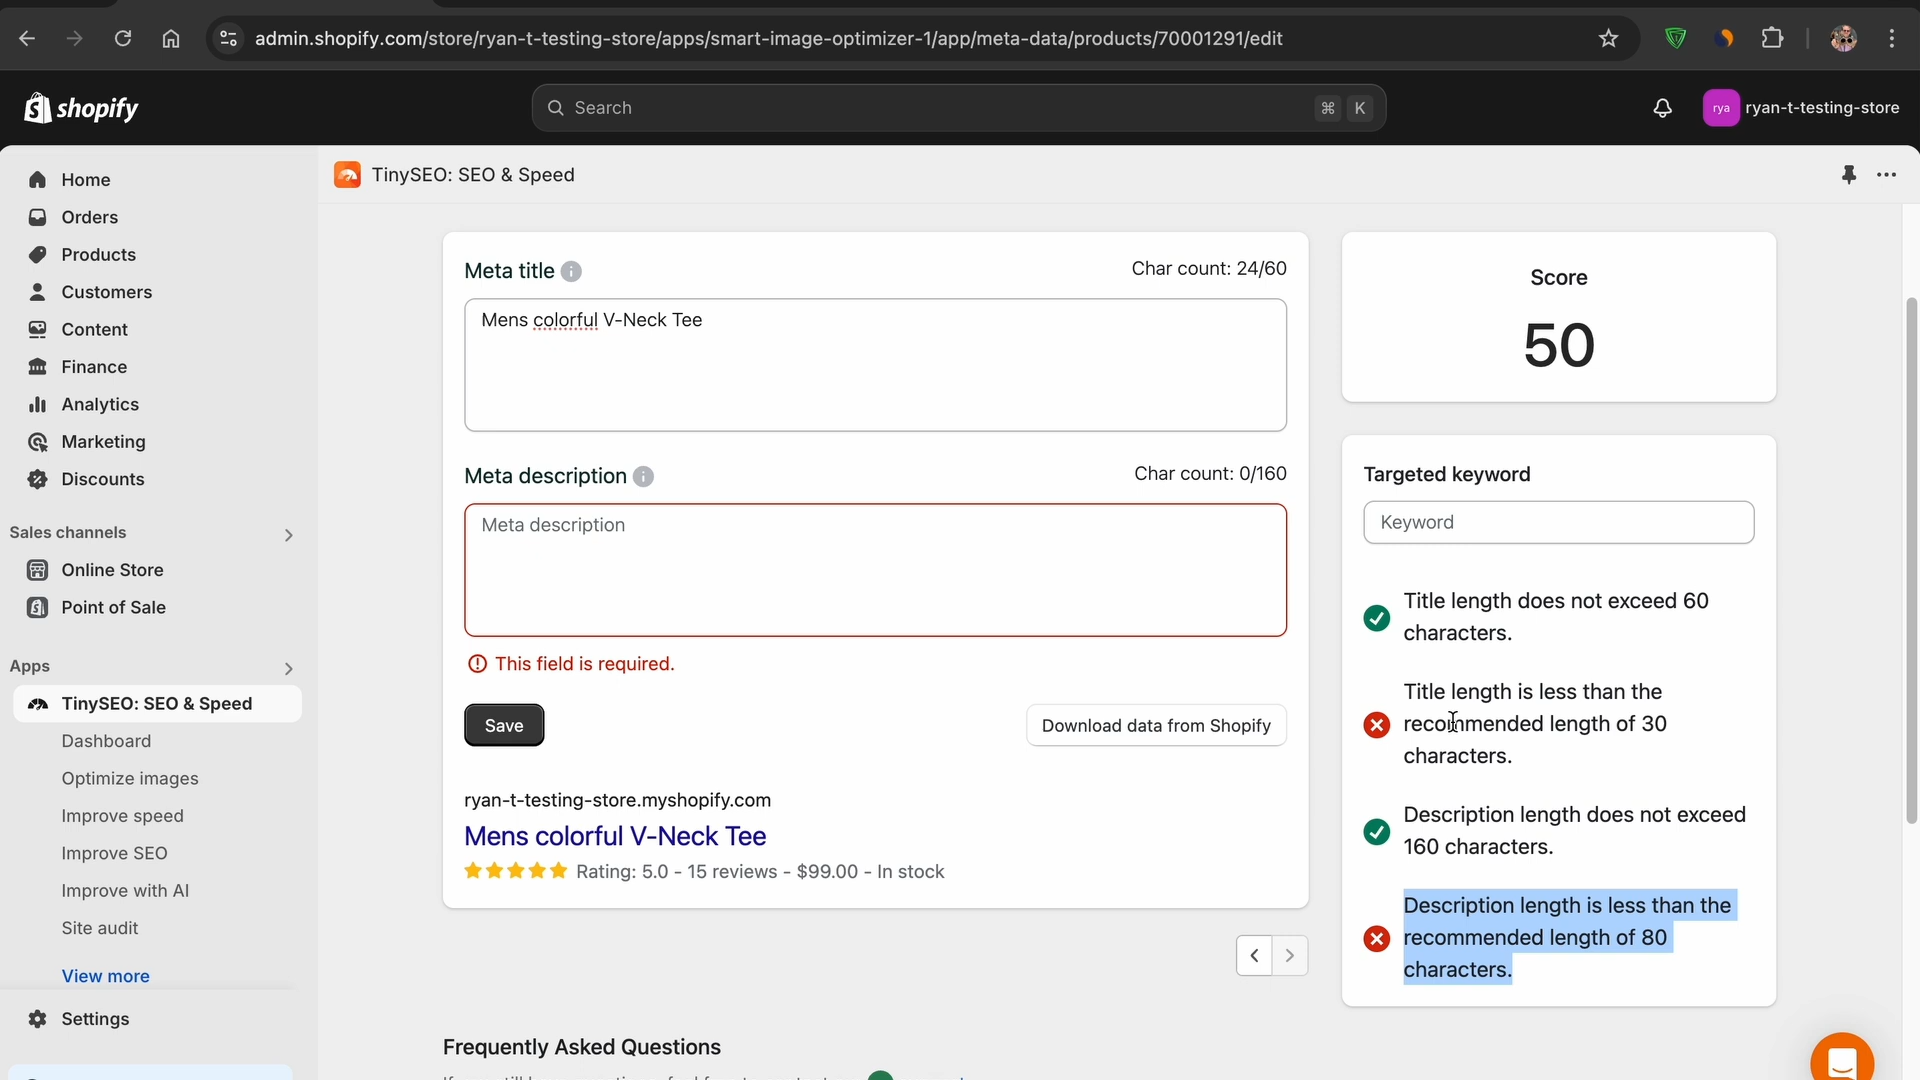 admin.shopify.com/store/ryan-t-testing-store/apps/smart-image-optimizer-1/app/meta-data/products/70001291/edit
shopify
Search
⌘ K
rya
ryan-t-testing-store
Home
Orders
Products
Customers
Content
Finance
Analytics
Marketing
Discounts
Sales channels
Online Store
Point of Sale
Apps
TinySEO: SEO & Speed
Dashboard
Optimize images
Improve speed
Improve SEO
Improve with AI
Site audit
View more
Settings
TinySEO: SEO & Speed
Meta title
Char count: 24/60
Mens colorful V-Neck Tee
Meta description
Char count: 0/160
Meta description
This field is required.
Save
Download data from Shopify
ryan-t-testing-store.myshopify.com
Mens colorful V-Neck Tee
Rating: 5.0 - 15 reviews - $99.00 - In stock
Score
50
Targeted keyword
Keyword
Title length does not exceed 60
characters.
Title length is less than the
recommended length of 30
characters.
Description length does not exceed
160 characters.
Description length is less than the
recommended length of 80
characters.
Frequently Asked Questions